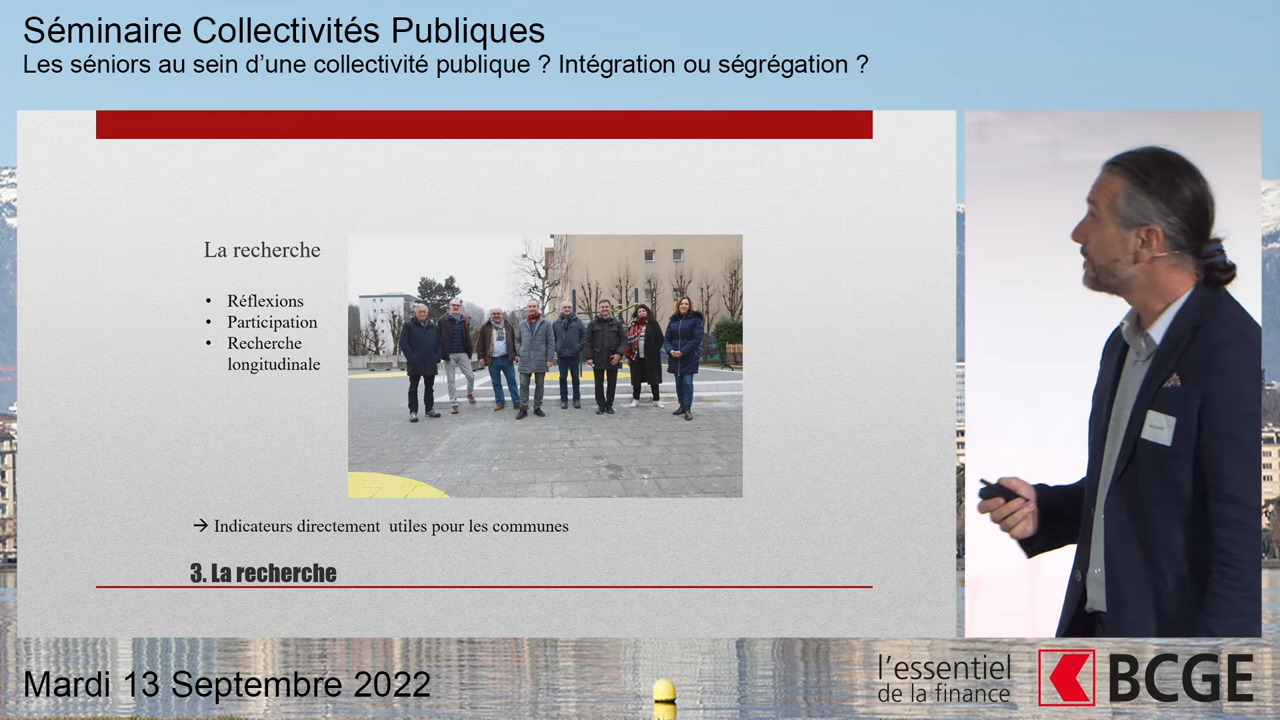 Séminaire Collectivités Publiques
Les séniors au sein d'une collectivité publique ? Intégration ou ségrégation ?
La recherche
• Réflexions
• Participation
• Recherche
longitudinale
→ Indicateurs directement utiles pour les communes
3. La recherche
Mardi 13 Septembre 2022
l'essentiel
de la finance
BCGE